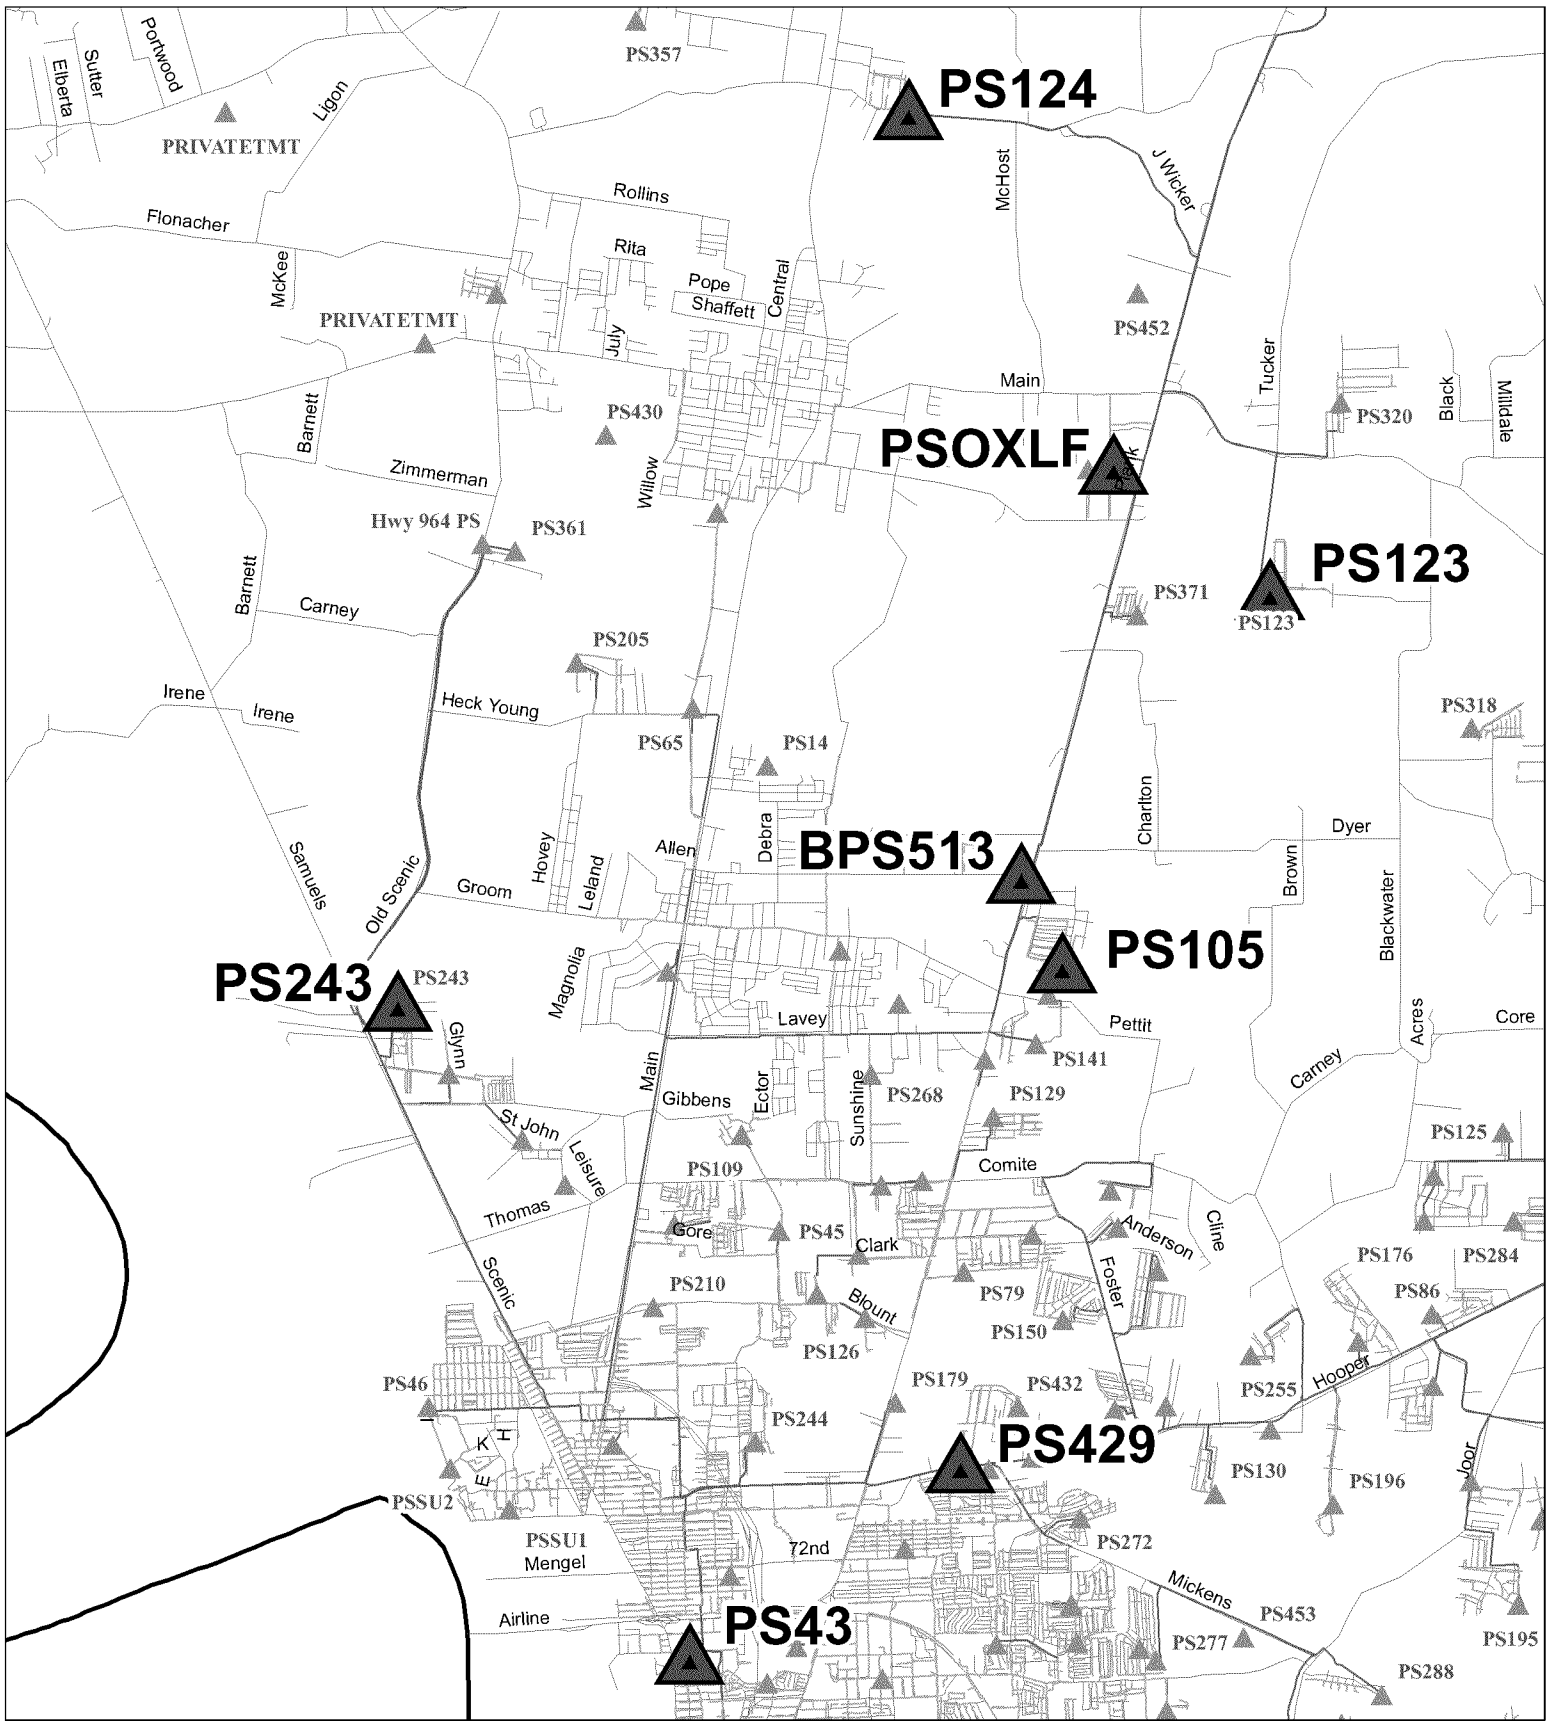 Portwood
Sutter
Elberta
PS357
Ligon
PS124
PRIVATETMT
McHost
J Wicker
Rollins
Flonacher
Rita
McKee
Pope
Central
Shaffett
PRIVATETMT
PS452
July
Main
Tucker
Black
Milldale
PS320
Barnett
PS430
PSOXLF
Zimmerman
Willow
Hwy 964 PS
PS361
PS123
Barnett
PS371
Carney
PS123
PS205
Irene
Irene
Heck Young
PS318
PS65
PS14
Charlton
Debra
Dyer
Hovey
Allen
BPS513
Samuels
Leland
Brown
Groom
Old Scenic
Blackwater
PS105
Magnolia
PS243
PS243
Lavey
Pettit
Acres
Core
Glynn
PS141
Main
Carney
Gibbens
Ector
Sunshine
PS268
PS129
St John
PS125
Leisure
PS109
Comite
Thomas
Gore
PS45
Clark
Anderson
Cline
PS176
PS284
Scenic
PS210
PS79
Foster
PS86
Blount
PS150
PS126
Hooper
PS46
PS179
PS432
PS255
H
K
E
PS244
PS429
Joor
PS130
PS196
PSSU2
PSSU1
Mengel
72nd
PS272
Mickens
Airline
PS43
PS453
PS277
PS195
PS288